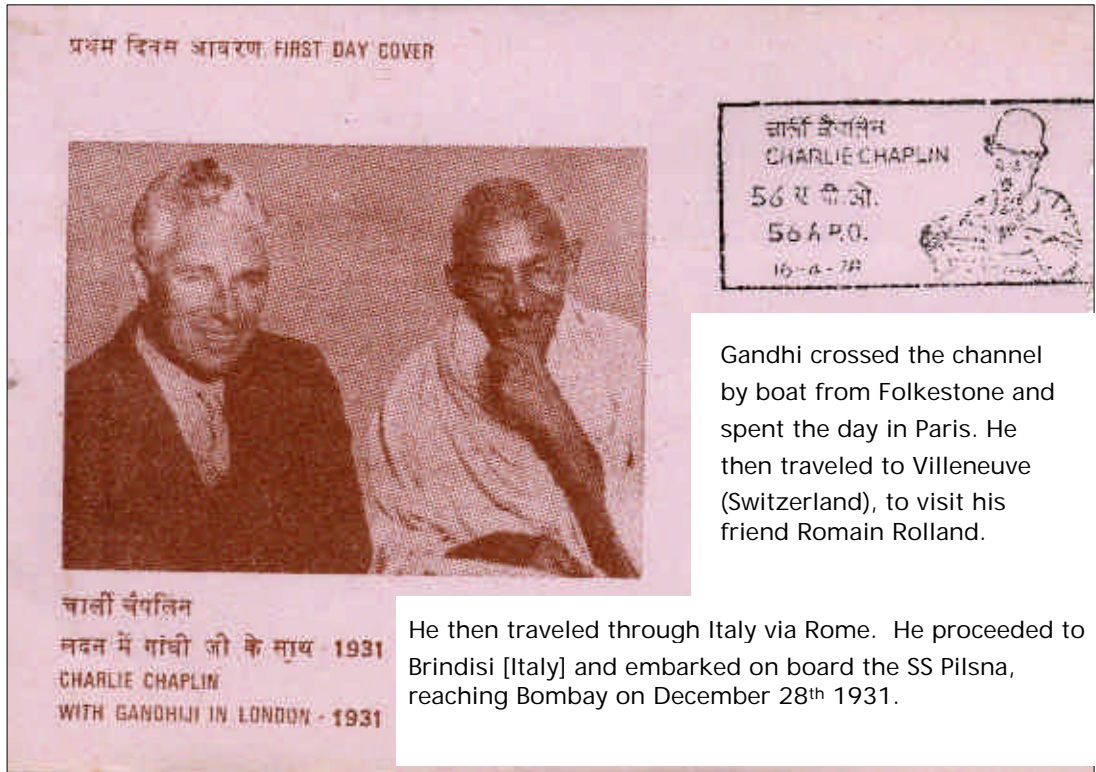 प्रथम दिवस आवरण FIRST DAY COVER
चार्ली चैपलिन
CHARLIE CHAPLIN
56 ए. पी. ओ.
56 A P.O.
Gandhi crossed the channel
by boat from Folkestone and
spent the day in Paris. He
then traveled to Villeneuve
(Switzerland), to visit his
friend Romain Rolland.
चार्ली चैपलिन
लंदन में गांधी जी के साथ - 1931
CHARLIE CHAPLIN
WITH GANDHIJI IN LONDON - 1931
He then traveled through Italy via Rome. He proceeded to
Brindisi [Italy] and embarked on board the SS Pilsna,
reaching Bombay on December 28th 1931.